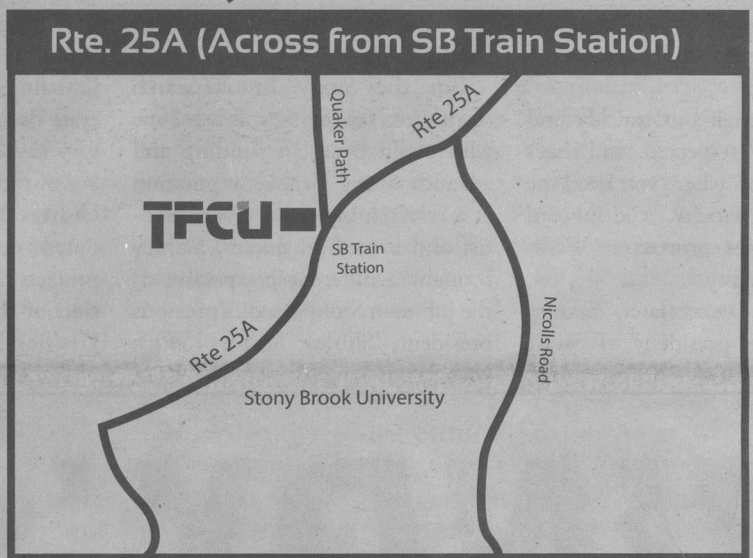 Rte. 25A (Across from SB Train Station)
Quaker Path
Rte 25A
TFCU
SB Train
Station
Nicolls Road
Rte 25A
Stony Brook University